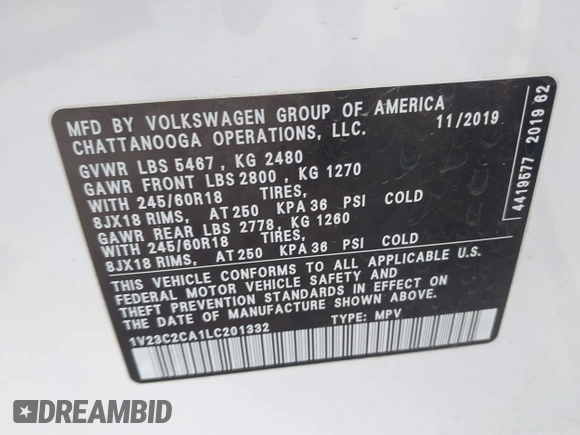 MFD BY VOLKSWAGEN GROUP OF AMERICA
CHATTANOOGA OPERATIONS, LLC. 11/2019
GVWR LBS 5467, KG 2480
GAWR FRONT LBS 2800, KG 1270
WITH 245/60R18 TIRES,
8JX18 RIMS, AT 250 KPA 36 PSI COLD
GAWR REAR LBS 2778, KG 1260
WITH 245/60R18 TIRES,
8JX18 RIMS, AT 250 KPA 36 PSI COLD
THIS VEHICLE CONFORMS TO ALL APPLICABLE U.S.
FEDERAL MOTOR VEHICLE SAFETY AND
THEFT PREVENTION STANDARDS IN EFFECT ON
THE DATE OF MANUFACTURE SHOWN ABOVE.
1V23C2CA1LC201332 TYPE: MPV
4419577 2019 62
DREAMBID